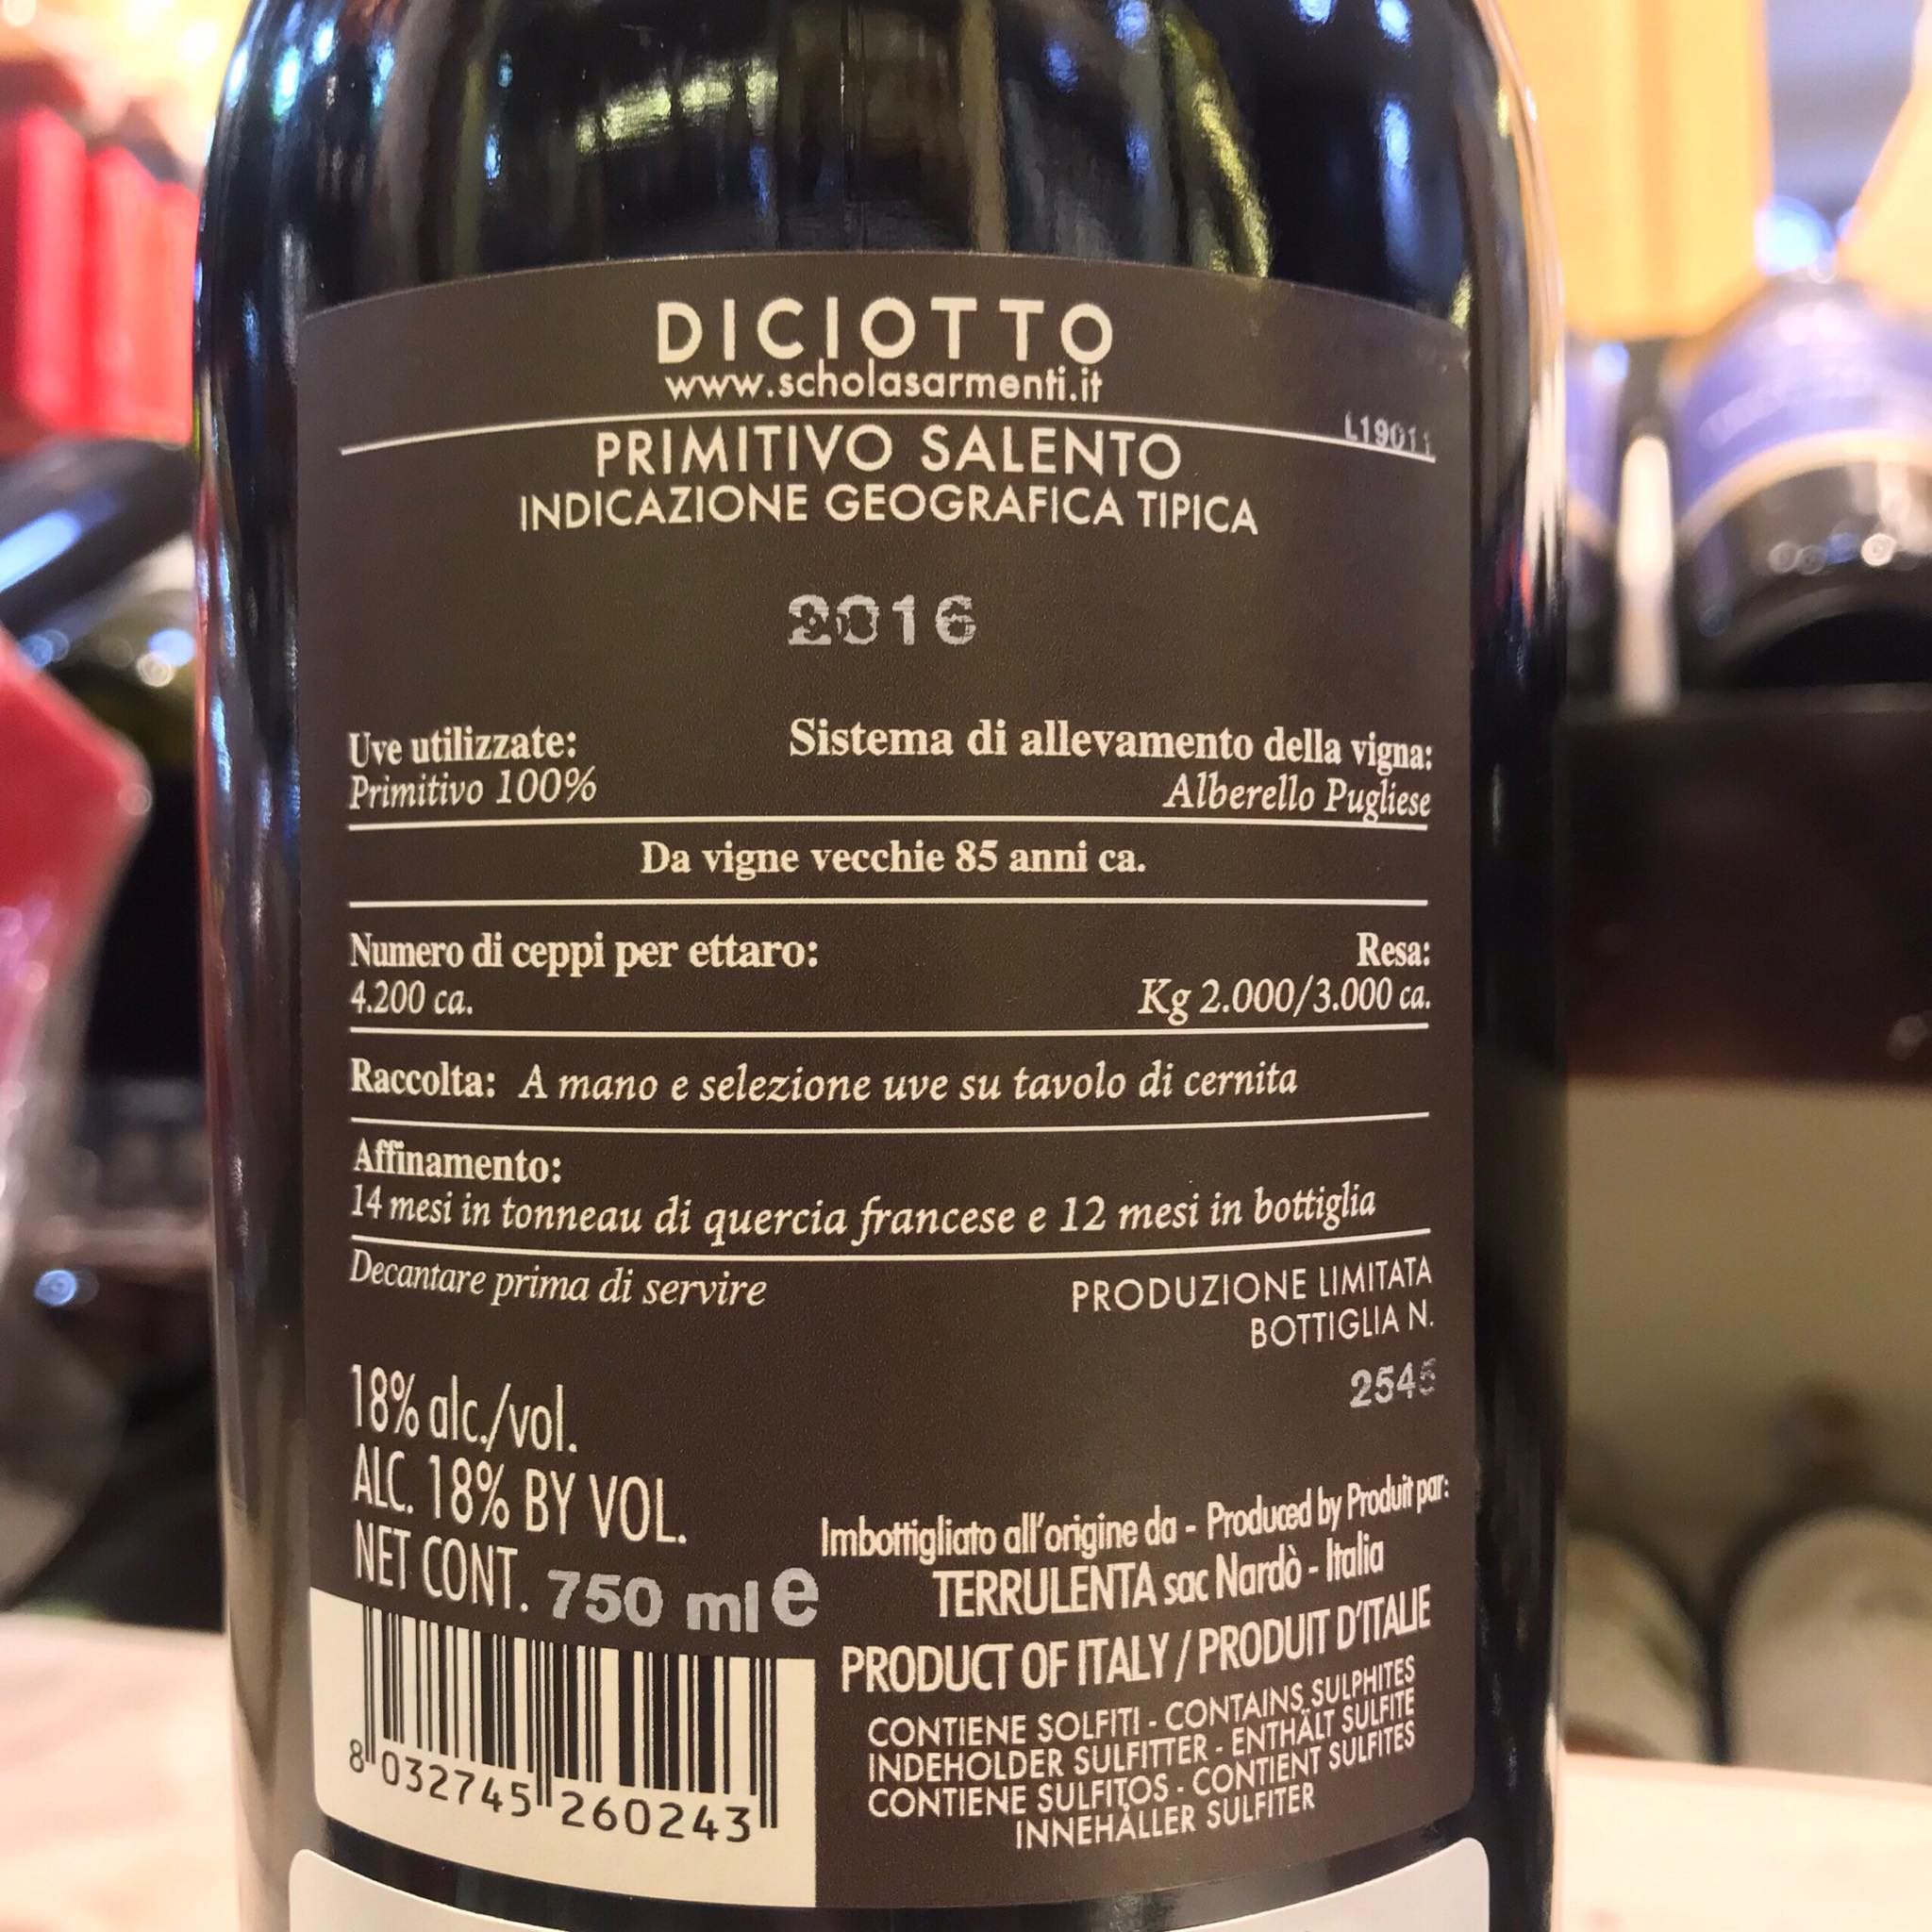 DICIOTTO
www.scholasarmenti.it
L19011
PRIMITIVO SALENTO
INDICAZIONE GEOGRAFICA TIPICA
2016
Uve utilizzate:
Primitivo 100%
Sistema di allevamento della vigna:
Alberello Pugliese
Da vigne vecchie 85 anni ca.
Numero di ceppi per ettaro:
4.200 ca.
Resa:
Kg 2.000/3.000 ca.
Raccolta: A mano e selezione uve su tavolo di cernita
Affinamento:
14 mesi in tonneau di quercia francese e 12 mesi in bottiglia
Decantare prima di servire
PRODUZIONE LIMITATA
BOTTIGLIA N.
2545
18% alc./vol.
ALC. 18% BY VOL.
NET CONT. 750 ml e
Imbottigliato all'origine da - Produced by Produit par:
TERRULENTA sac Nardò - Italia
PRODUCT OF ITALY / PRODUIT D'ITALIE
CONTIENE SOLFITI - CONTAINS SULPHITES
INDEHOLDER SULFITTER - ENTHÄLT SULFITE
CONTIENE SULFITOS - CONTIENT SULFITES
INNEHÅLLER SULFITER
8 032745 260243